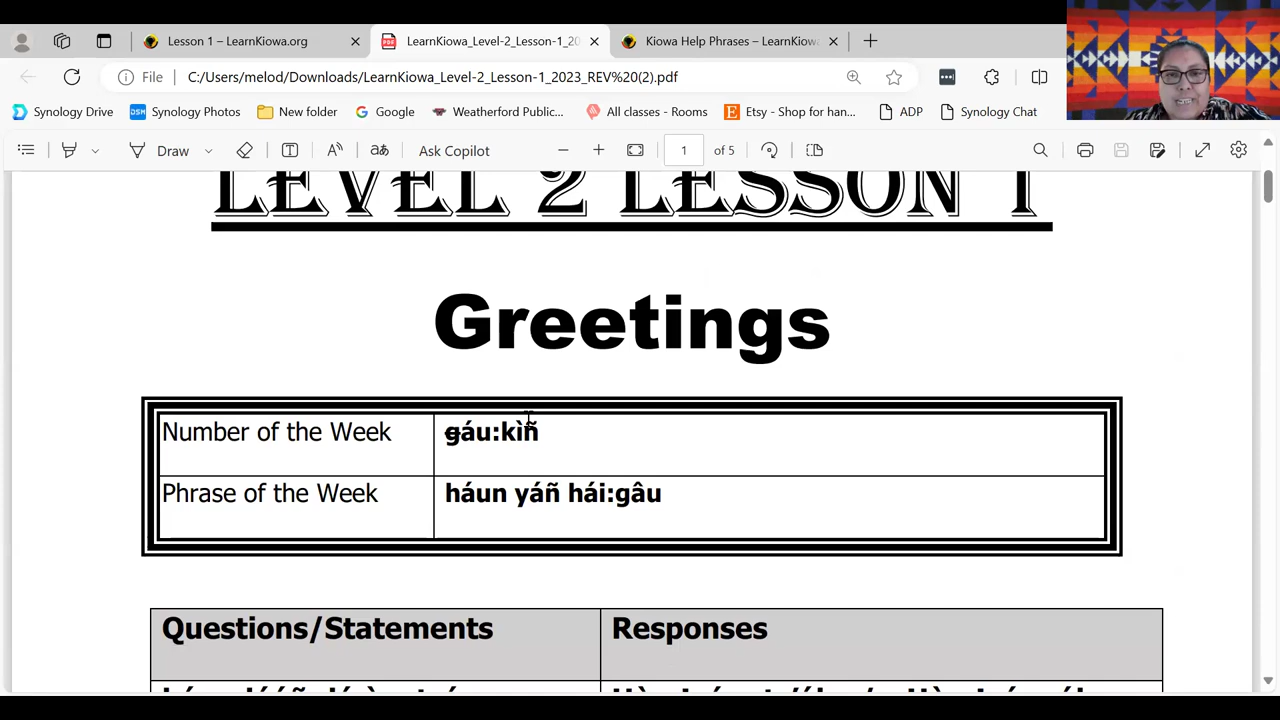 Lesson 1 – LearnKiowa.org
LearnKiowa_Level-2_Lesson-1_20
Kiowa Help Phrases – LearnKiowa
File C:/Users/melod/Downloads/LearnKiowa_Level-2_Lesson-1_2023_REV%20(2).pdf
Synology Drive DSM Synology Photos New folder Google Weatherford Public... All classes - Rooms Etsy - Shop for han... ADP Synology Chat
Draw Ask Copilot 1 of 5
LEVEL 2 LESSON 1
Greetings
Number of the Week g̶áu:kìñ
Phrase of the Week háun yáñ hái:gâu
Questions/Statements Responses